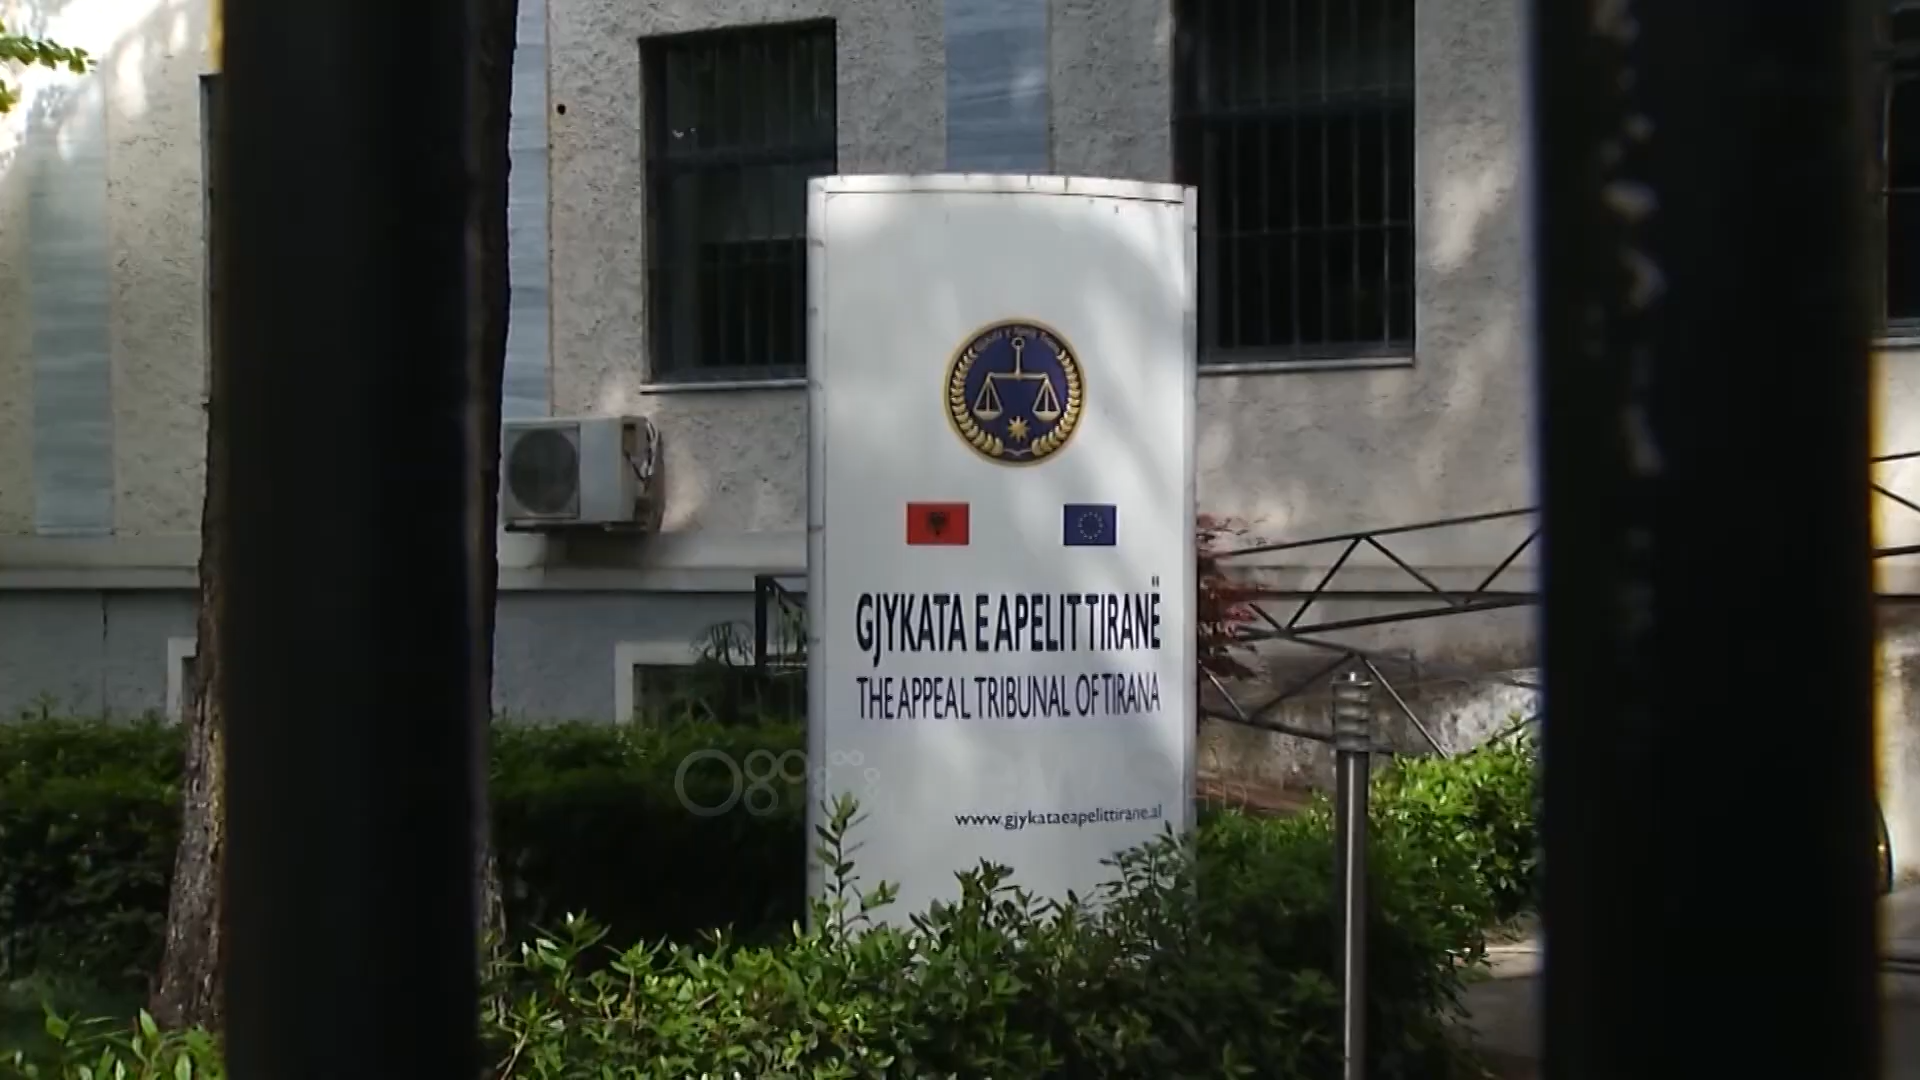 GJYKATA E APELIT TIRANË
THE APPEAL TRIBUNAL OF TIRANA
www.gjykataeapelittirane.al